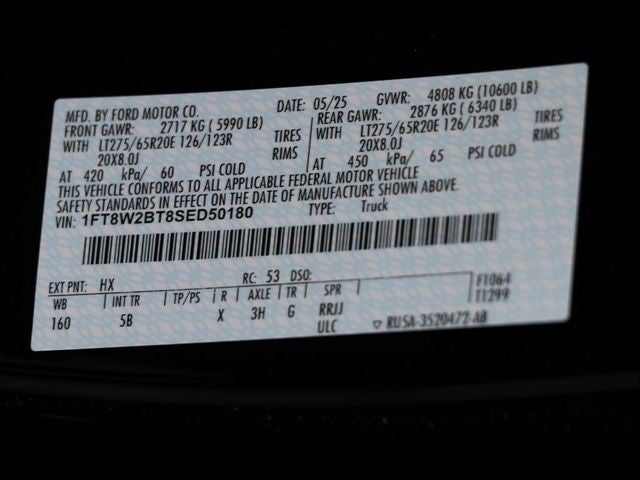 MFD. BY FORD MOTOR CO. DATE: 05/25 GVWR: 4808 KG (10600 LB)
FRONT GAWR: 2717 KG (5990 LB) REAR GAWR: 2876 KG (6340 LB)
WITH LT275/65R20E 126/123R TIRES WITH LT275/65R20E 126/123R TIRES
20X8.0J RIMS 20X8.0J RIMS
AT 420 kPa/ 60 PSI COLD AT 450 kPa/ 65 PSI COLD
THIS VEHICLE CONFORMS TO ALL APPLICABLE FEDERAL MOTOR VEHICLE
SAFETY STANDARDS IN EFFECT ON THE DATE OF MANUFACTURE SHOWN ABOVE.
VIN: 1FT8W2BT8SED50180 TYPE: Truck
EXT PNT: HX RC: 53 DSO: F1064
WB INT TR TP/PS R AXLE TR SPR T1299
160 5B X 3H G RRJJ
ULC ▽ RU5A-3520472-AB